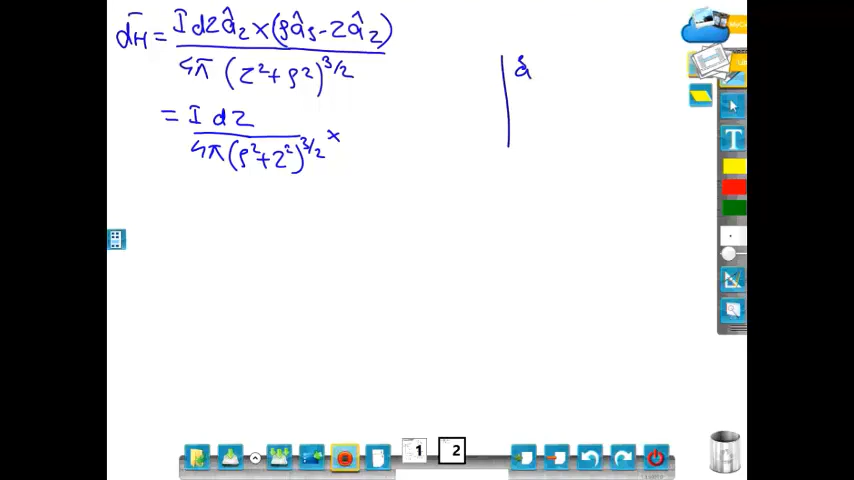 dH̄ = I dz â_z × (ρ â_ρ - z â_z) / 4π (z² + ρ²)^3/2
= I dz / 4π (ρ² + z²)^3/2 ×
â
1
2
T